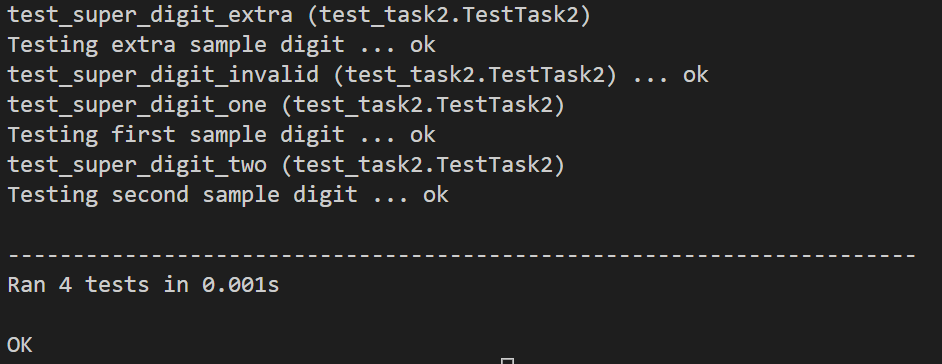 test_super_digit_extra (test_task2.TestTask2)
Testing extra sample digit ... ok
test_super_digit_invalid (test_task2.TestTask2) ... ok
test_super_digit_one (test_task2.TestTask2)
Testing first sample digit ... ok
test_super_digit_two (test_task2.TestTask2)
Testing second sample digit ... ok
----------------------------------------------------------------------
Ran 4 tests in 0.001s
OK